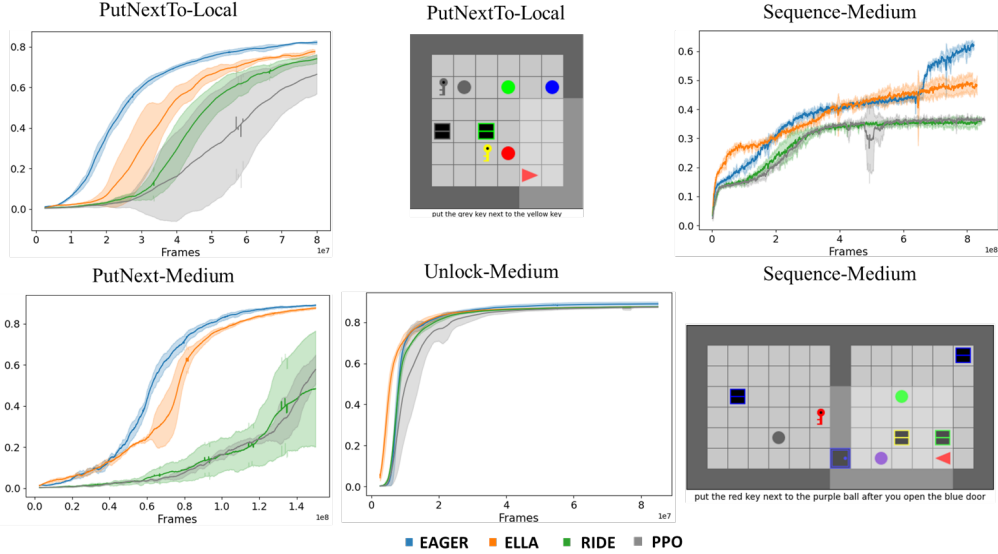 PutNextTo-Local
0.8
0.6
0.4
0.2
0.0
0 1 2 3 4 5 6 7 8
Frames
1e7
PutNextTo-Local
put the grey key next to the yellow key
Sequence-Medium
0.6
0.5
0.4
0.3
0.2
0.1
0.0
0 2 4 6 8
Frames
1e8
PutNext-Medium
0.8
0.6
0.4
0.2
0.0
0.0 0.2 0.4 0.6 0.8 1.0 1.2 1.4
Frames
1e8
Unlock-Medium
0.8
0.6
0.4
0.2
0.0
0 2 4 6 8
Frames
1e7
Sequence-Medium
put the red key next to the purple ball after you open the blue door
EAGER ELLA RIDE PPO